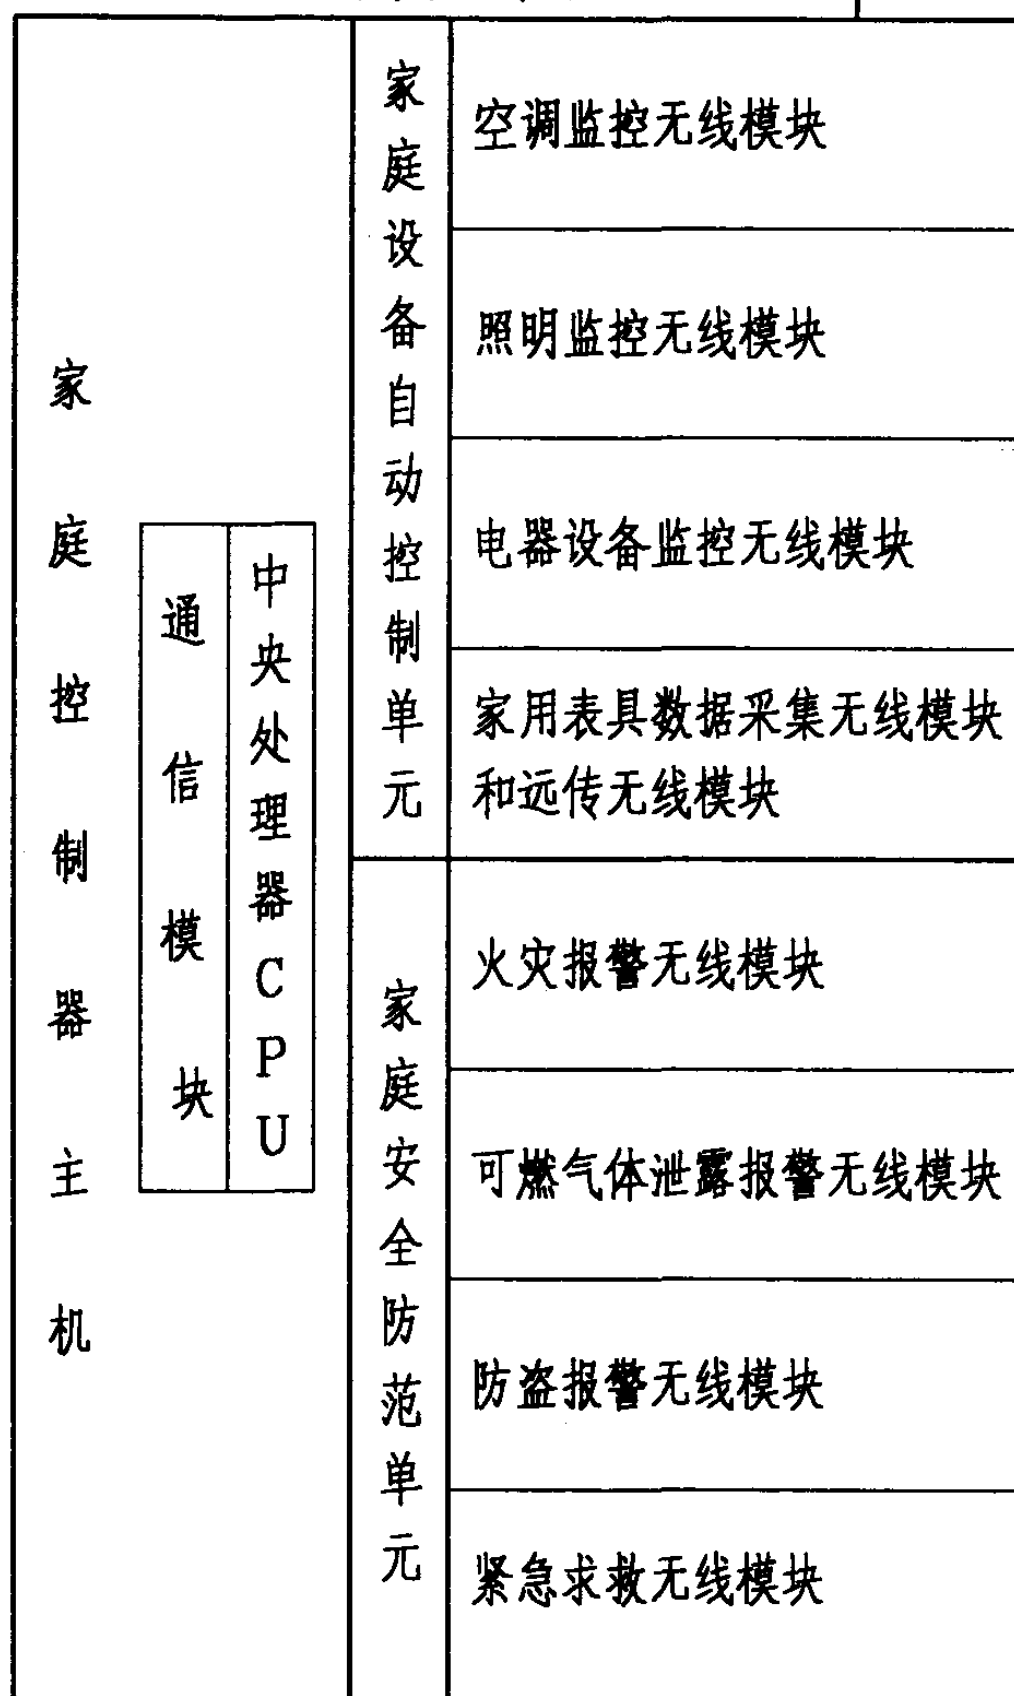 家庭控制器主机
通信模块
中央处理器CPU
家庭设备自动控制单元
空调监控无线模块
照明监控无线模块
电器设备监控无线模块
家用表具数据采集无线模块
和远传无线模块
家庭安全防范单元
火灾报警无线模块
可燃气体泄露报警无线模块
防盗报警无线模块
紧急求救无线模块